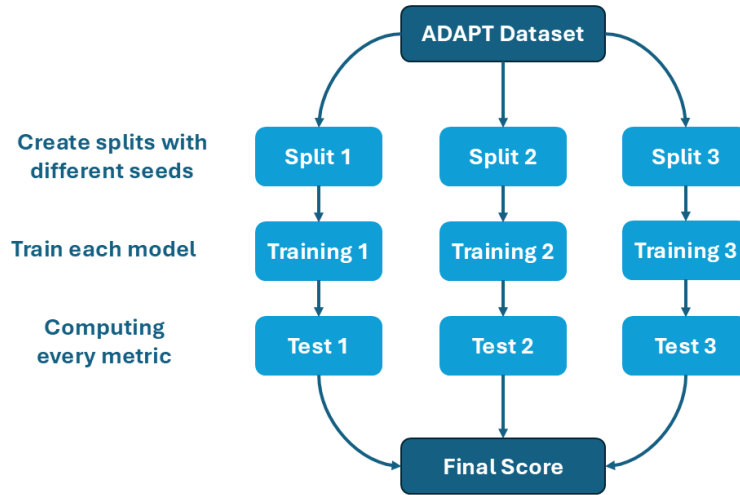 ADAPT Dataset
Create splits with
different seeds
Split 1
Split 2
Split 3
Train each model
Training 1
Training 2
Training 3
Computing
every metric
Test 1
Test 2
Test 3
Final Score